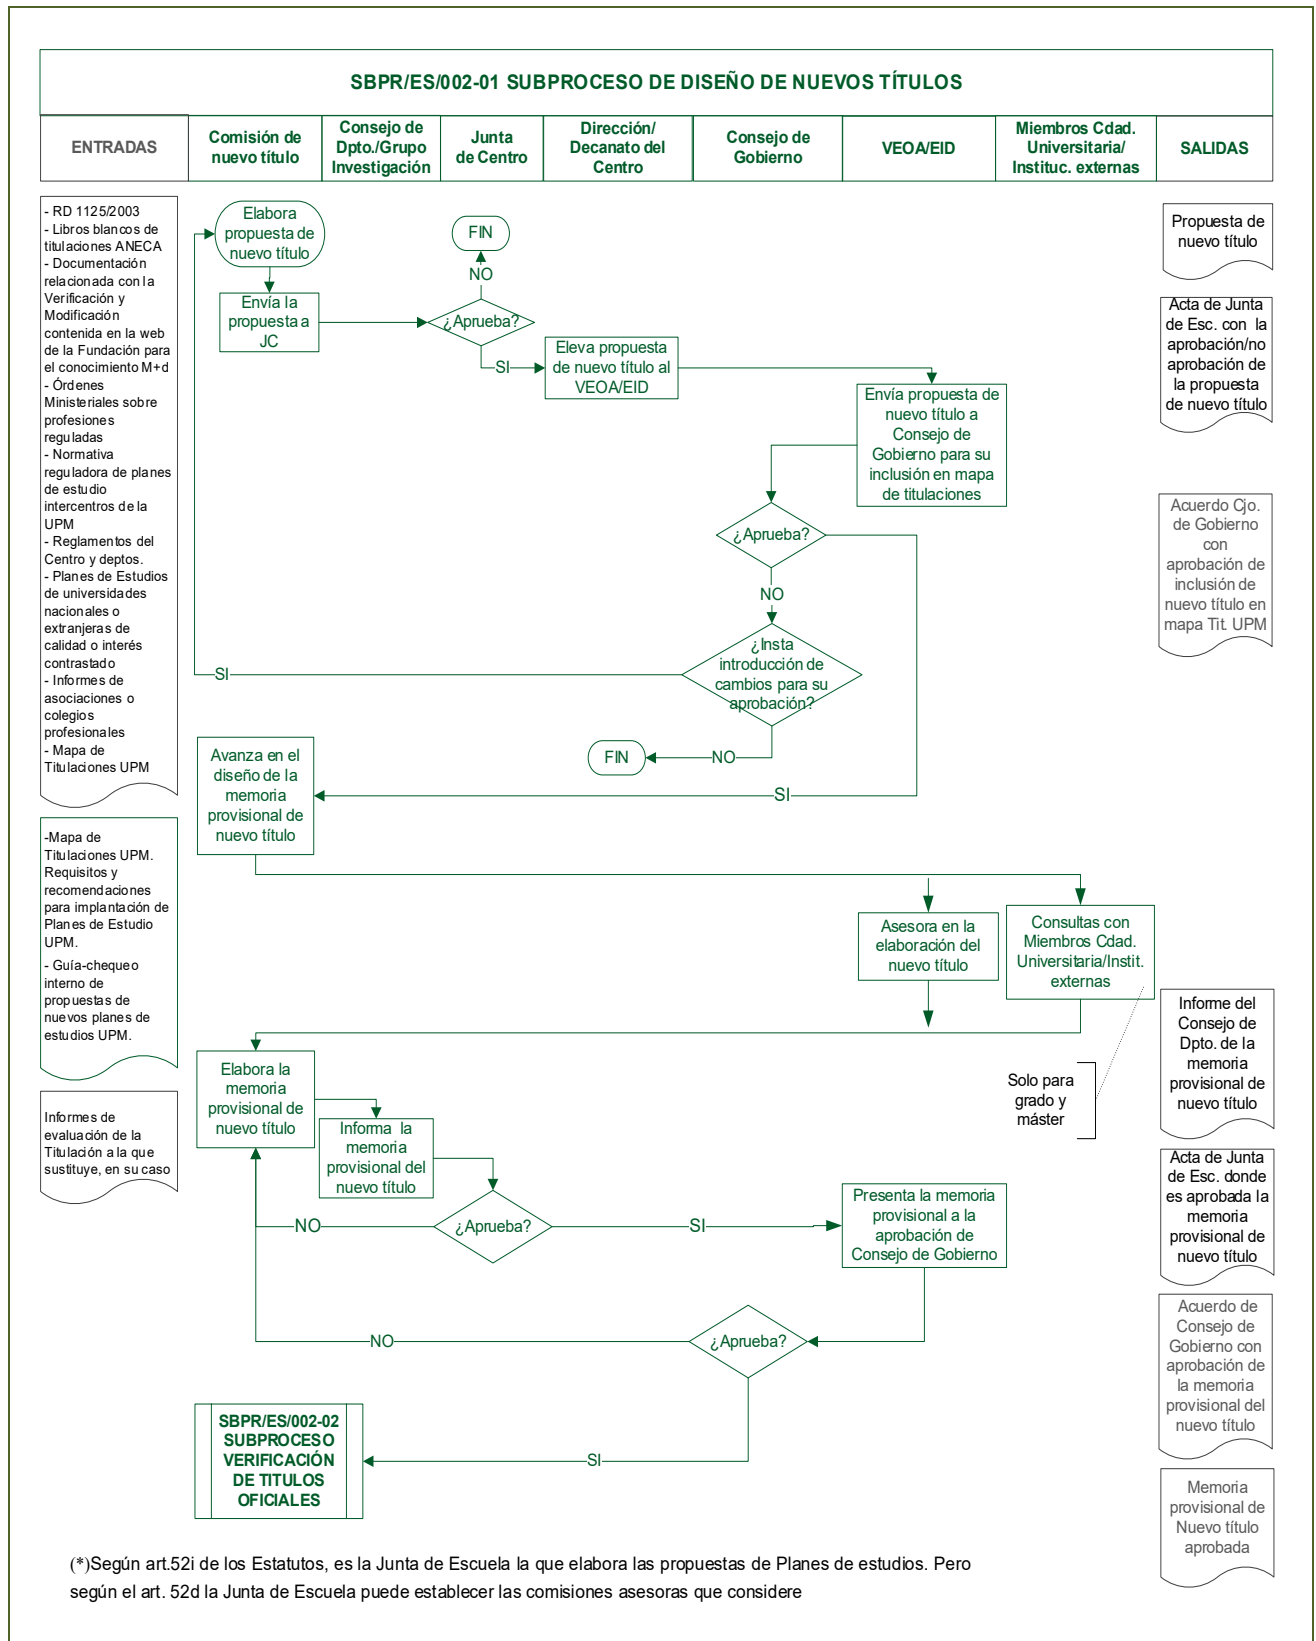 SBPR/ES/002-01 SUBPROCESO DE DISEÑO DE NUEVOS TÍTULOS
ENTRADAS
Comisión de
nuevo título
Consejo de
Dpto./Grupo
Investigación
Junta
de Centro
Dirección/
Decanato del
Centro
Consejo de
Gobierno
VEOA/EID
Miembros Cdad.
Universitaria/
Instituc. externas
SALIDAS
- RD 1125/2003
- Libros blancos de
titulaciones ANECA
- Documentación
relacionada con la
Verificación y
Modificación
contenida en la web
de la Fundación para
el conocimiento M+d
- Órdenes
Ministeriales sobre
profesiones
reguladas
- Normativa
reguladora de planes
de estudio
intercentros de la
UPM
- Reglamentos del
Centro y deptos.
- Planes de Estudios
de universidades
nacionales o
extranjeras de
calidad o interés
contrastado
- Informes de
asociaciones o
colegios
profesionales
- Mapa de
Titulaciones UPM
Elabora
propuesta de
nuevo título
FIN
NO
Envía la
propuesta a
JC
¿Aprueba?
SI
Eleva propuesta
de nuevo título al
VEOA/EID
Envía propuesta de
nuevo título a
Consejo de
Gobierno para su
inclusión en mapa
de titulaciones
¿Aprueba?
NO
¿Insta
introducción de
cambios para su
aprobación?
SI
FIN
NO
SI
Avanza en el
diseño de la
memoria
provisional de
nuevo título
Propuesta de
nuevo título
Acta de Junta
de Esc. con la
aprobación/no
aprobación de
la propuesta
de nuevo título
Acuerdo Cjo.
de Gobierno
con
aprobación de
inclusión de
nuevo título en
mapa Tit. UPM
-Mapa de
Titulaciones UPM.
Requisitos y
recomendaciones
para implantación de
Planes de Estudio
UPM.
- Guía-chequeo
interno de
propuestas de
nuevos planes de
estudios UPM.
Asesora en la
elaboración del
nuevo título
Consultas con
Miembros Cdad.
Universitaria/Instit.
externas
Solo para
grado y
máster
Informe del
Consejo de
Dpto. de la
memoria
provisional de
nuevo título
Informes de
evaluación de la
Titulación a la que
sustituye, en su caso
Elabora la
memoria
provisional de
nuevo título
Informa la
memoria
provisional del
nuevo título
NO
¿Aprueba?
SI
Presenta la memoria
provisional a la
aprobación de
Consejo de Gobierno
Acta de Junta
de Esc. donde
es aprobada la
memoria
provisional de
nuevo título
NO
¿Aprueba?
SI
Acuerdo de
Consejo de
Gobierno con
aprobación de
la memoria
provisional del
nuevo título
SBPR/ES/002-02
SUBPROCESO
VERIFICACIÓN
DE TITULOS
OFICIALES
Memoria
provisional de
Nuevo título
aprobada
(*)Según art.52i de los Estatutos, es la Junta de Escuela la que elabora las propuestas de Planes de estudios. Pero
según el art. 52d la Junta de Escuela puede establecer las comisiones asesoras que considere